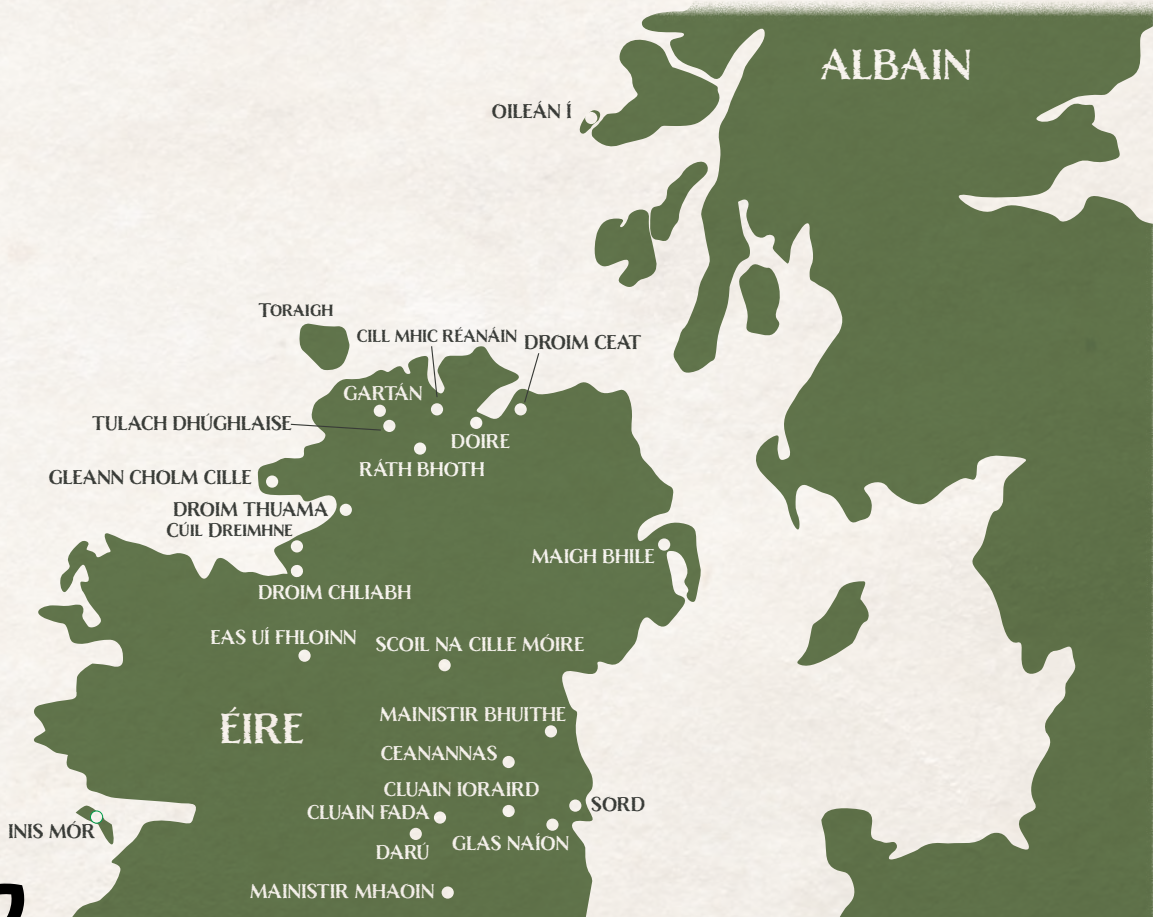 ALBAIN
OILEÁN Í
TORAIGH
CILL MHIC RÉANÁIN
DROIM CEAT
GARTÁN
TULACH DHÚGHLAISE
DOIRE
RÁTH BHOTH
GLEANN CHOLM CILLE
DROIM THUAMA
CÚIL DREIMHNE
MAIGH BHILE
DROIM CHLIABH
EAS UÍ FHLOINN
SCOIL NA CILLE MÓIRE
ÉIRE
MAINISTIR BHUITHE
CEANANNAS
CLUAIN IORAIRD
CLUAIN FADA
SORD
INIS MÓR
GLAS NAÍON
DARÚ
MAINISTIR MHAOIN